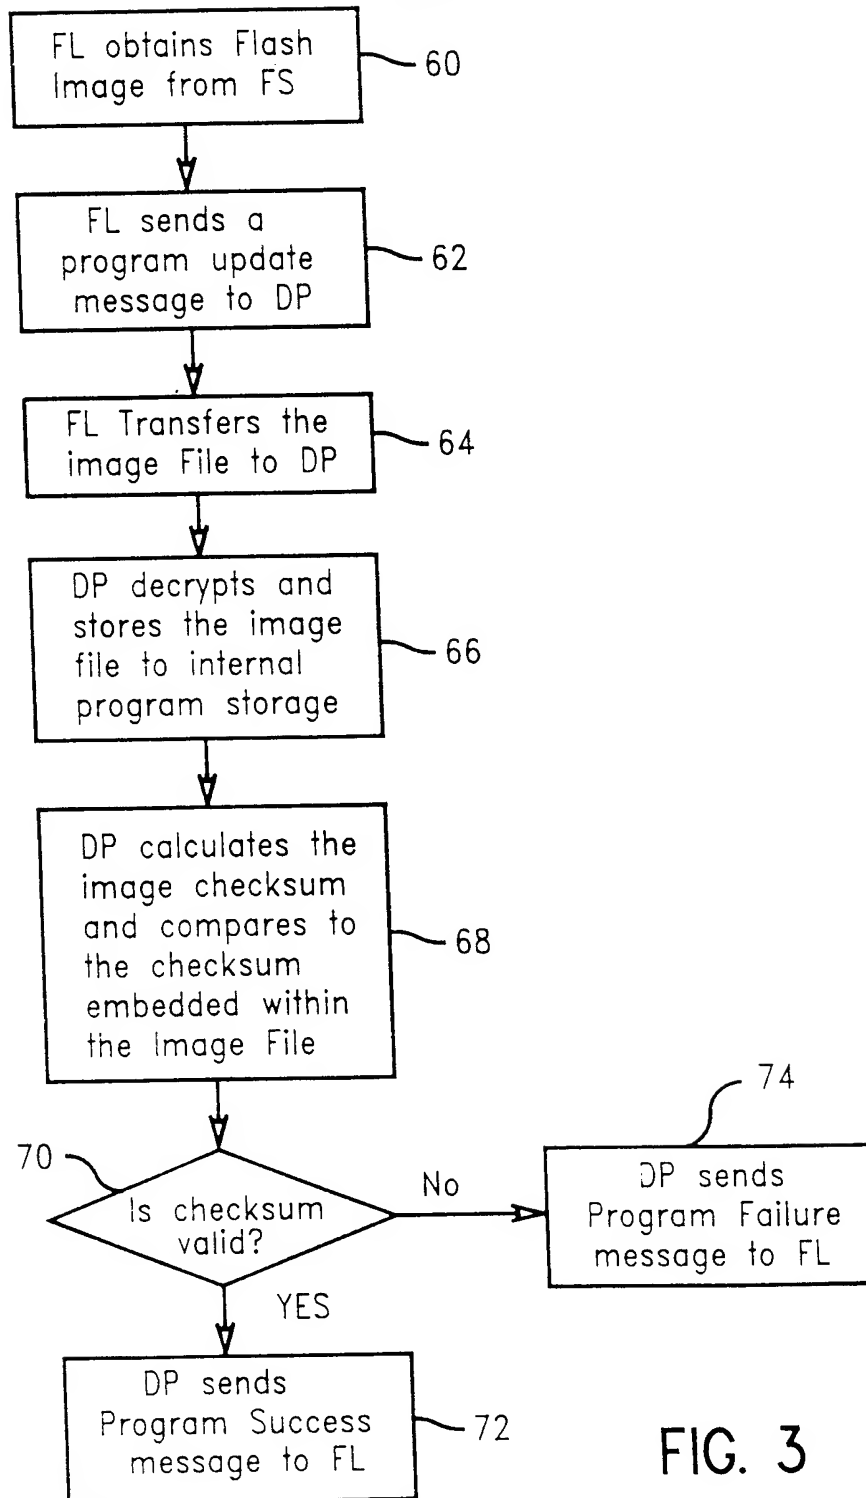 FL obtains Flash
Image from FS
60
FL sends a
program update
message to DP
62
FL Transfers the
image File to DP
64
DP decrypts and
stores the image
file to internal
program storage
66
DP calculates the
image checksum
and compares to
the checksum
embedded within
the Image File
68
70
Is checksum
valid?
No
74
DP sends
Program Failure
message to FL
YES
DP sends
Program Success
message to FL
72
FIG. 3